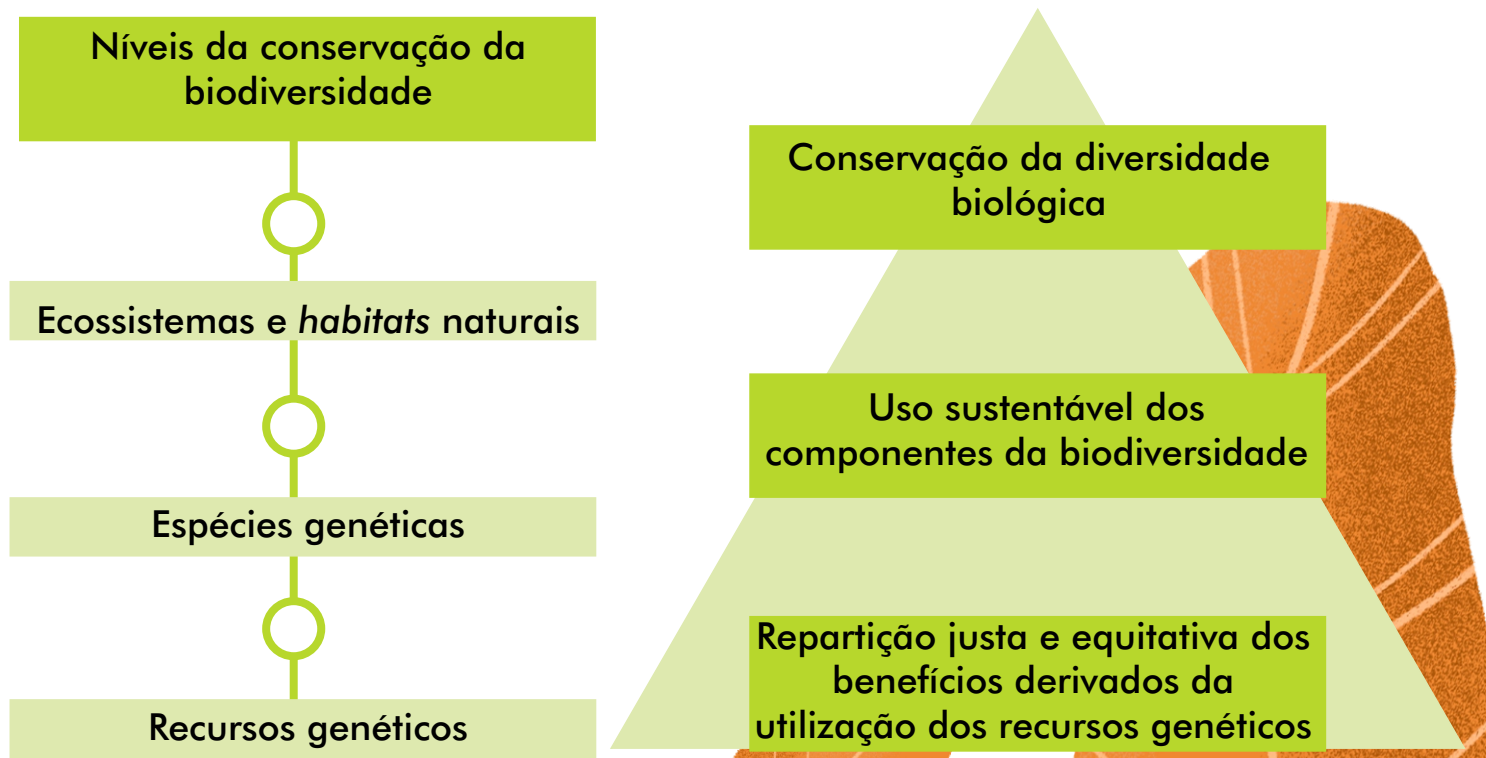 Níveis da conservação da
biodiversidade
Ecossistemas e habitats naturais
Espécies genéticas
Recursos genéticos
Conservação da diversidade
biológica
Uso sustentável dos
componentes da biodiversidade
Repartição justa e equitativa dos
benefícios derivados da
utilização dos recursos genéticos